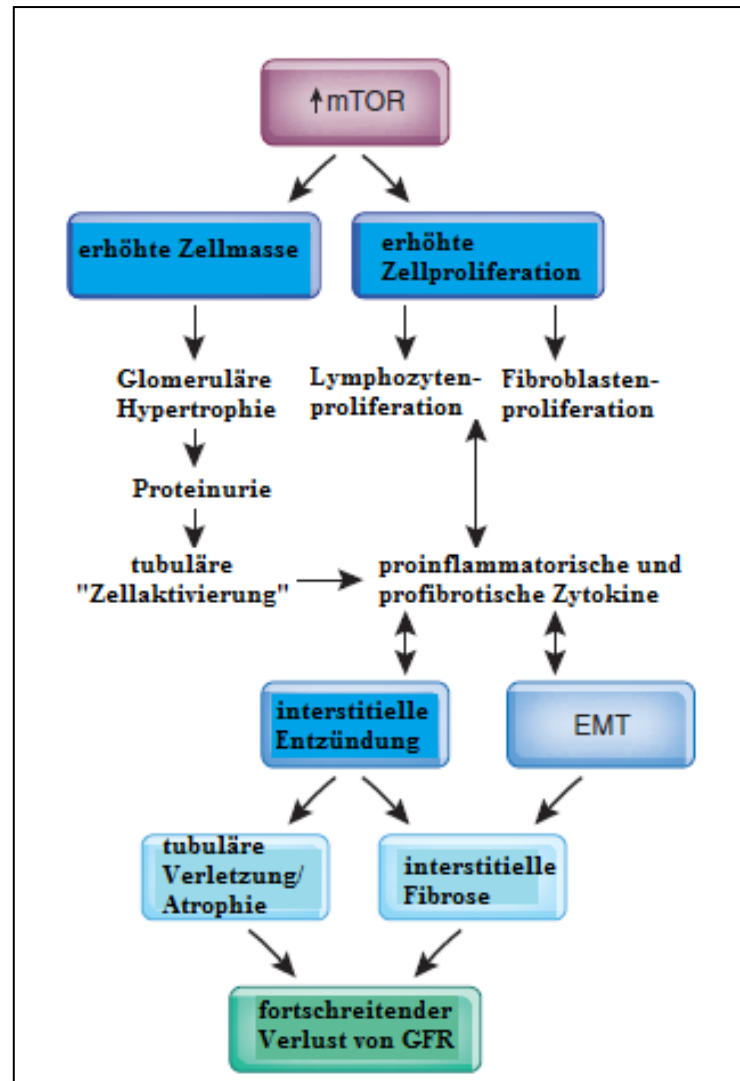 ↑mTOR
erhöhte Zellmasse
erhöhte
Zellproliferation
Glomeruläre
Hypertrophie
Lymphozyten-
proliferation
Fibroblasten-
proliferation
Proteinurie
tubuläre
"Zellaktivierung"
proinflammatorische und
profibrotische Zytokine
interstitielle
Entzündung
EMT
tubuläre
Verletzung/
Atrophie
interstitielle
Fibrose
fortschreitender
Verlust von GFR